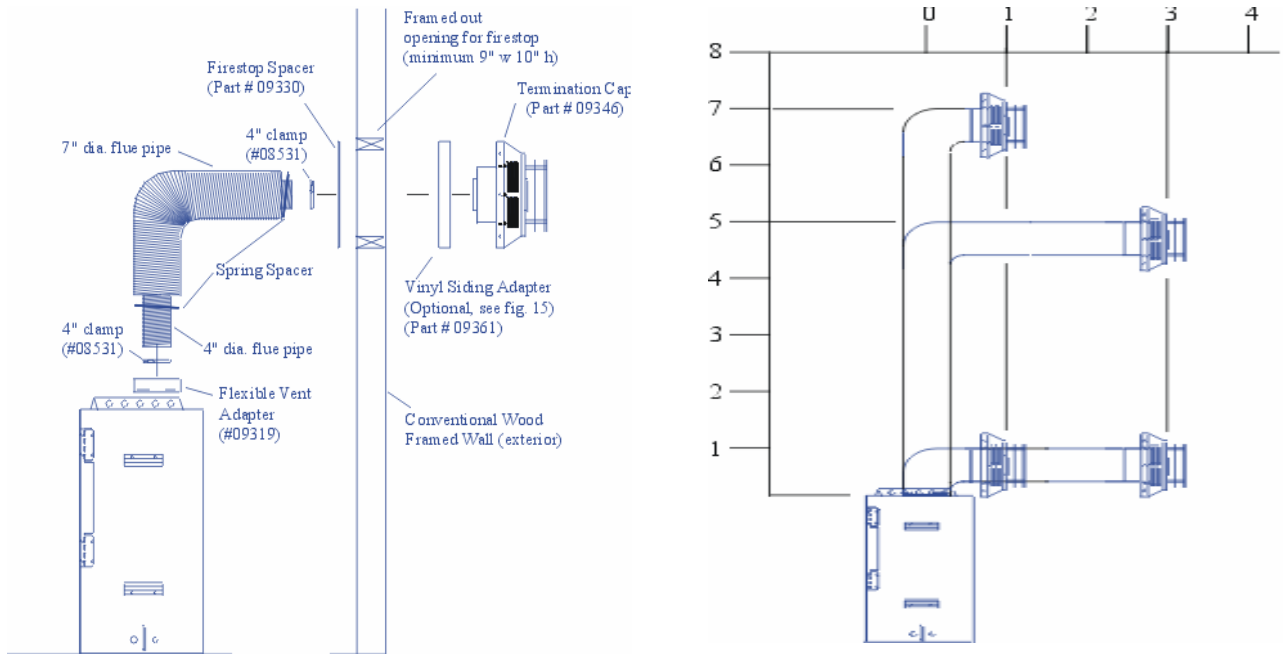 Framed out
opening for firestop
(minimum 9" w 10" h)
Firestop Spacer
(Part # 09330)
Termination Cap
(Part # 09346)
4" clamp
(#08531)
7" dia. flue pipe
Spring Spacer
Vinyl Siding Adapter
(Optional, see fig. 15)
(Part # 09361)
4" clamp
(#08531)
4" dia. flue pipe
Flexible Vent
Adapter
(#09319)
Conventional Wood
Framed Wall (exterior)
0 1 2 3 4
8
7
6
5
4
3
2
1